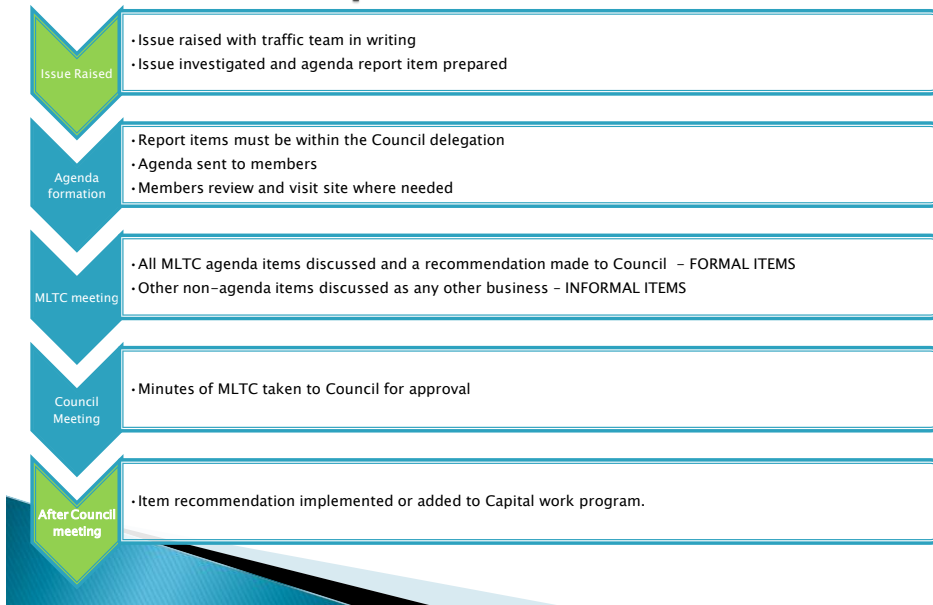 Issue Raised
·Issue raised with traffic team in writing
·Issue investigated and agenda report item prepared
Agenda
formation
·Report items must be within the Council delegation
·Agenda sent to members
·Members review and visit site where needed
MLTC meeting
·All MLTC agenda items discussed and a recommendation made to Council – FORMAL ITEMS
·Other non-agenda items discussed as any other business – INFORMAL ITEMS
Council
Meeting
·Minutes of MLTC taken to Council for approval
After Council
meeting
·Item recommendation implemented or added to Capital work program.